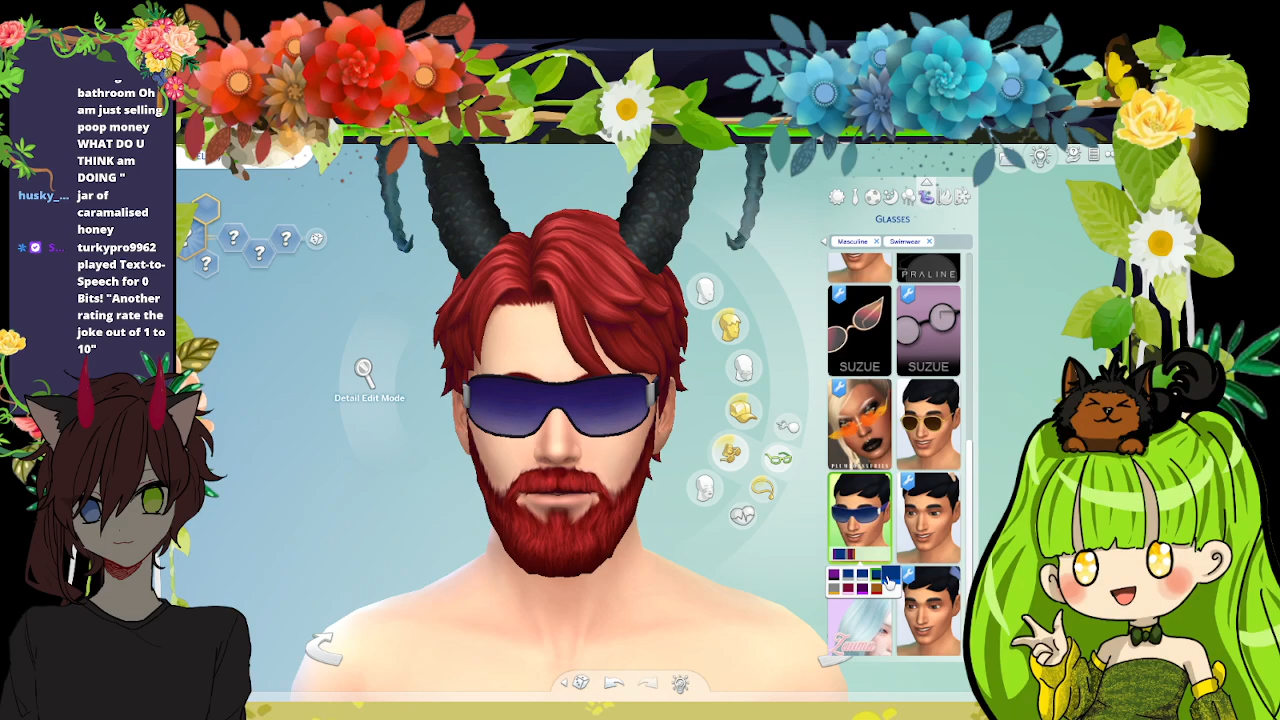 bathroom Oh
am just selling
poop money
WHAT DO U
THINK am
DOING "
husky_... jar of
caramalised
honey
S... turkypro9962
played Text-to-
Speech for 0
Bits! "Another
rating rate the
joke out of 1 to
10"
Detail Edit Mode
? ? ? ?
GLASSES
Masculine X Swimwear X
PRALINE
SUZUE SUZUE